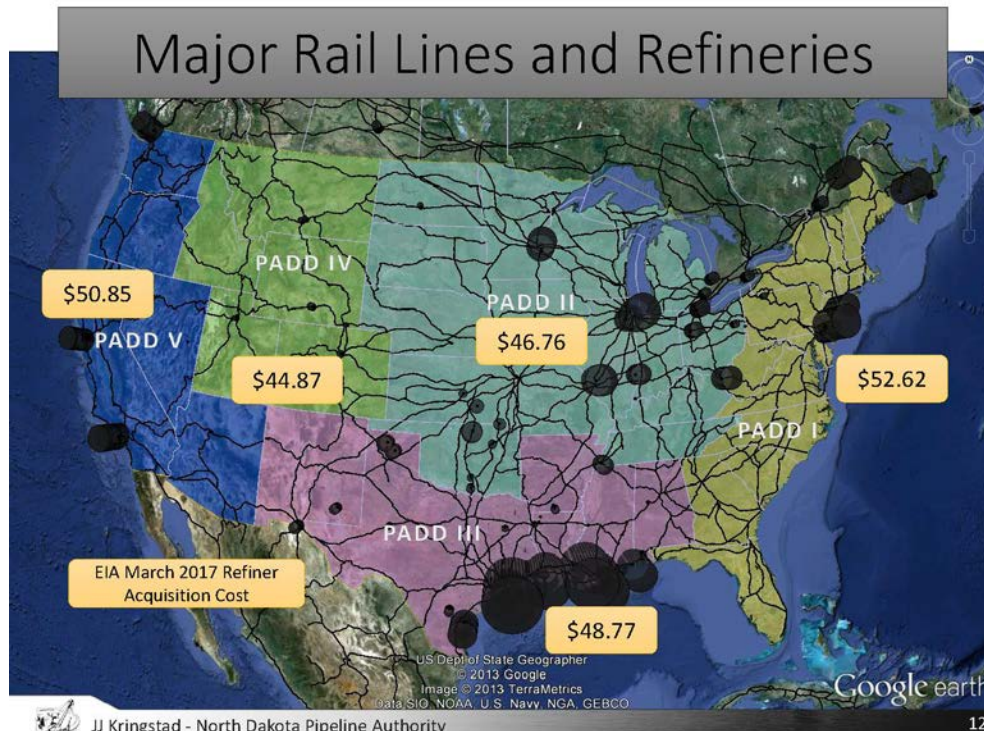 Major Rail Lines and Refineries
PADD IV
$50.85
PADD II
PADD V
$46.76
$44.87
$52.62
PADD I
PADD III
EIA March 2017 Refiner
Acquisition Cost
$48.77
US Dept of State Geographer
© 2013 Google
Image © 2013 TerraMetrics
Data SIO, NOAA, U.S. Navy, NGA, GEBCO
Google earth
JJ Kringstad - North Dakota Pipeline Authority
12